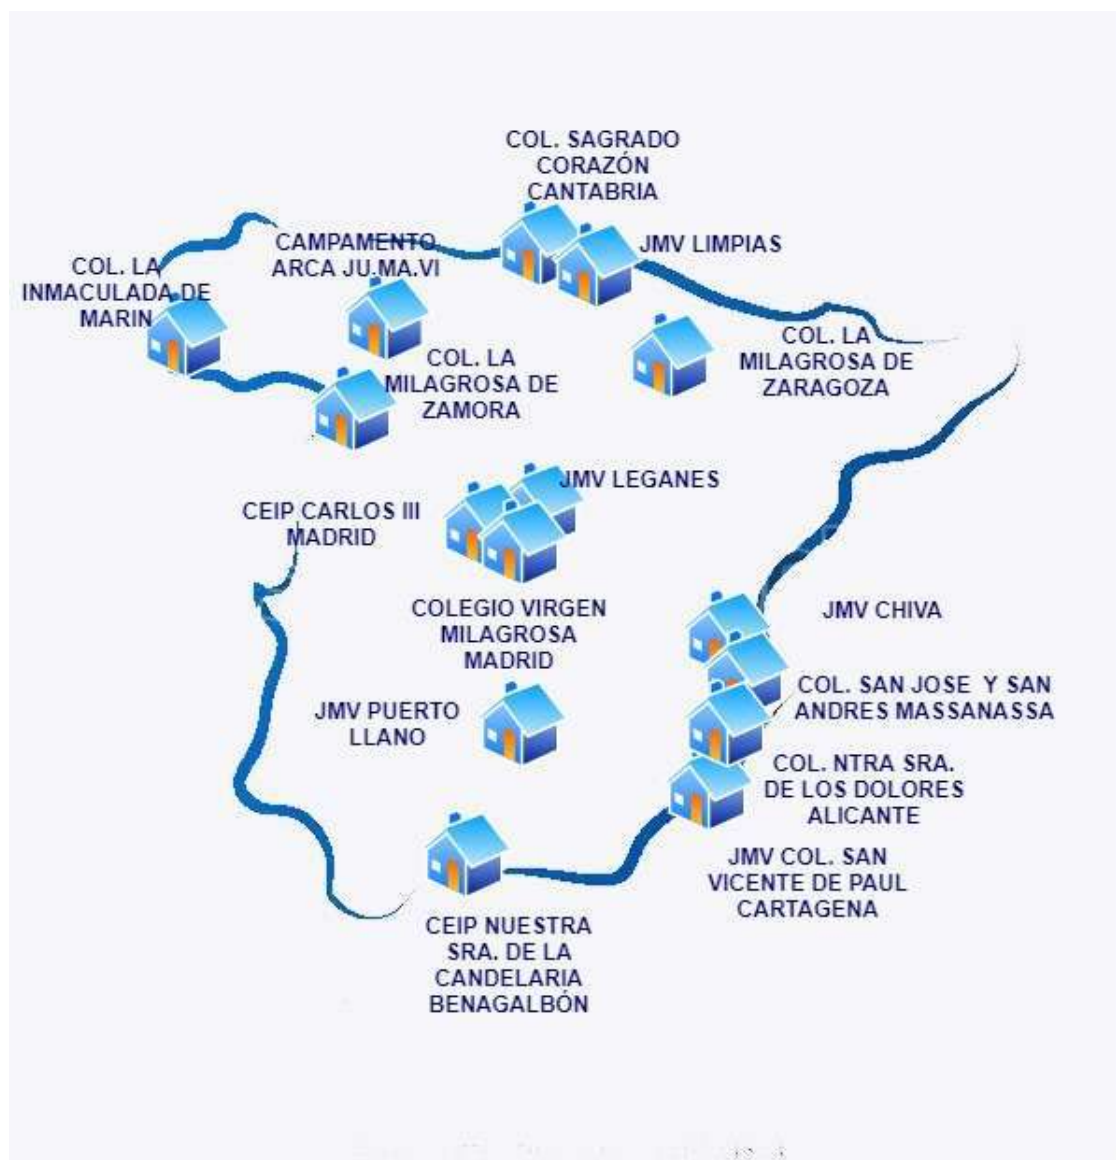 COL. SAGRADO
CORAZÓN
CANTABRIA
JMV LIMPIAS
CAMPAMENTO
ARCA JU.MA.VI
COL. LA
INMACULADA DE
MARIN
COL. LA
MILAGROSA DE
ZARAGOZA
COL. LA
MILAGROSA DE
ZAMORA
JMV LEGANES
CEIP CARLOS III
MADRID
COLEGIO VIRGEN
MILAGROSA
MADRID
JMV CHIVA
COL. SAN JOSE Y SAN
ANDRES MASSANASSA
JMV PUERTO
LLANO
COL. NTRA SRA.
DE LOS DOLORES
ALICANTE
JMV COL. SAN
VICENTE DE PAUL
CARTAGENA
CEIP NUESTRA
SRA. DE LA
CANDELARIA
BENAGALBÓN